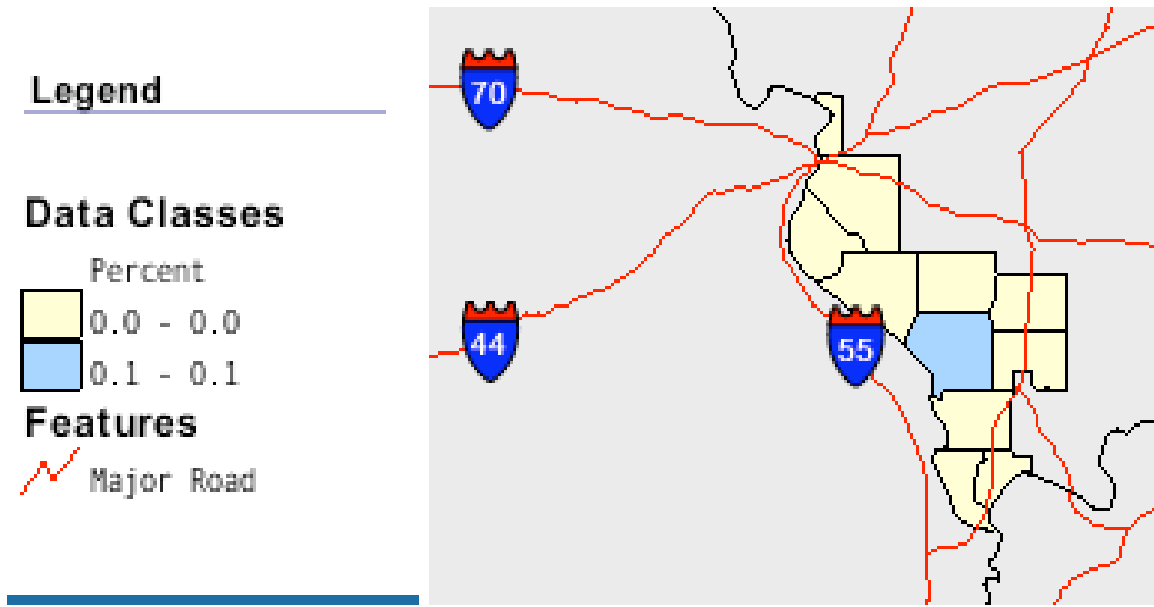 Legend
Data Classes
Percent
0.0 - 0.0
0.1 - 0.1
Features
Major Road
70
44
55